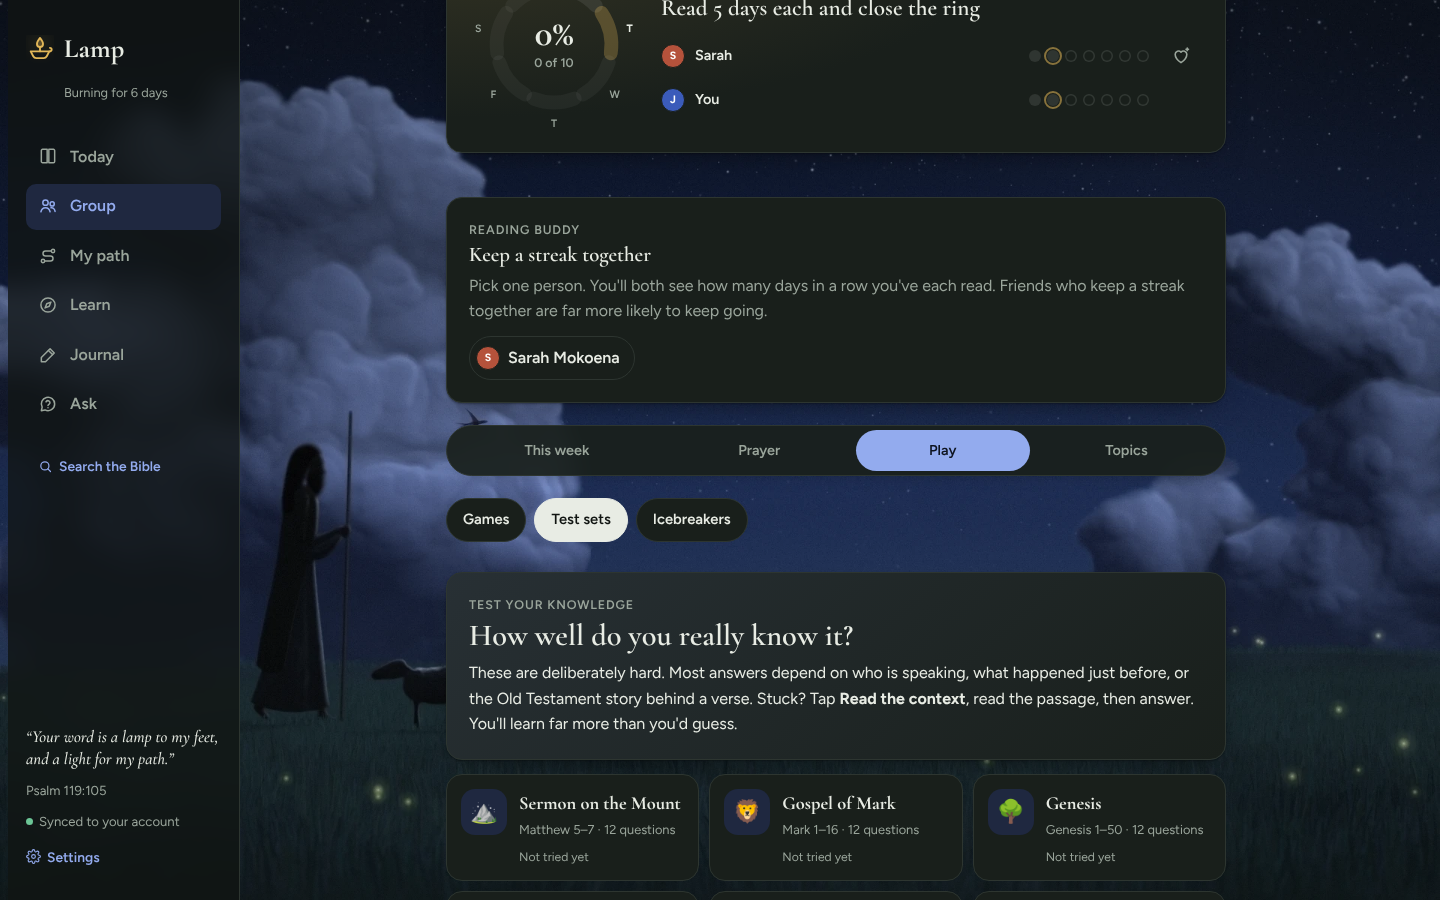 Lamp
Burning for 6 days
Today
Group
My path
Learn
Journal
Ask
Search the Bible
“Your word is a lamp to my feet,
and a light for my path.”
Psalm 119:105
Synced to your account
Settings
Read 5 days each and close the ring
S
T
0%
0 of 10
F
W
T
S Sarah
J You
READING BUDDY
Keep a streak together
Pick one person. You'll both see how many days in a row you've each read. Friends who keep a streak
together are far more likely to keep going.
S Sarah Mokoena
This week
Prayer
Play
Topics
Games
Test sets
Icebreakers
TEST YOUR KNOWLEDGE
How well do you really know it?
These are deliberately hard. Most answers depend on who is speaking, what happened just before, or
the Old Testament story behind a verse. Stuck? Tap Read the context, read the passage, then answer.
You'll learn far more than you'd guess.
Sermon on the Mount
Matthew 5–7 · 12 questions
Not tried yet
Gospel of Mark
Mark 1–16 · 12 questions
Not tried yet
Genesis
Genesis 1–50 · 12 questions
Not tried yet